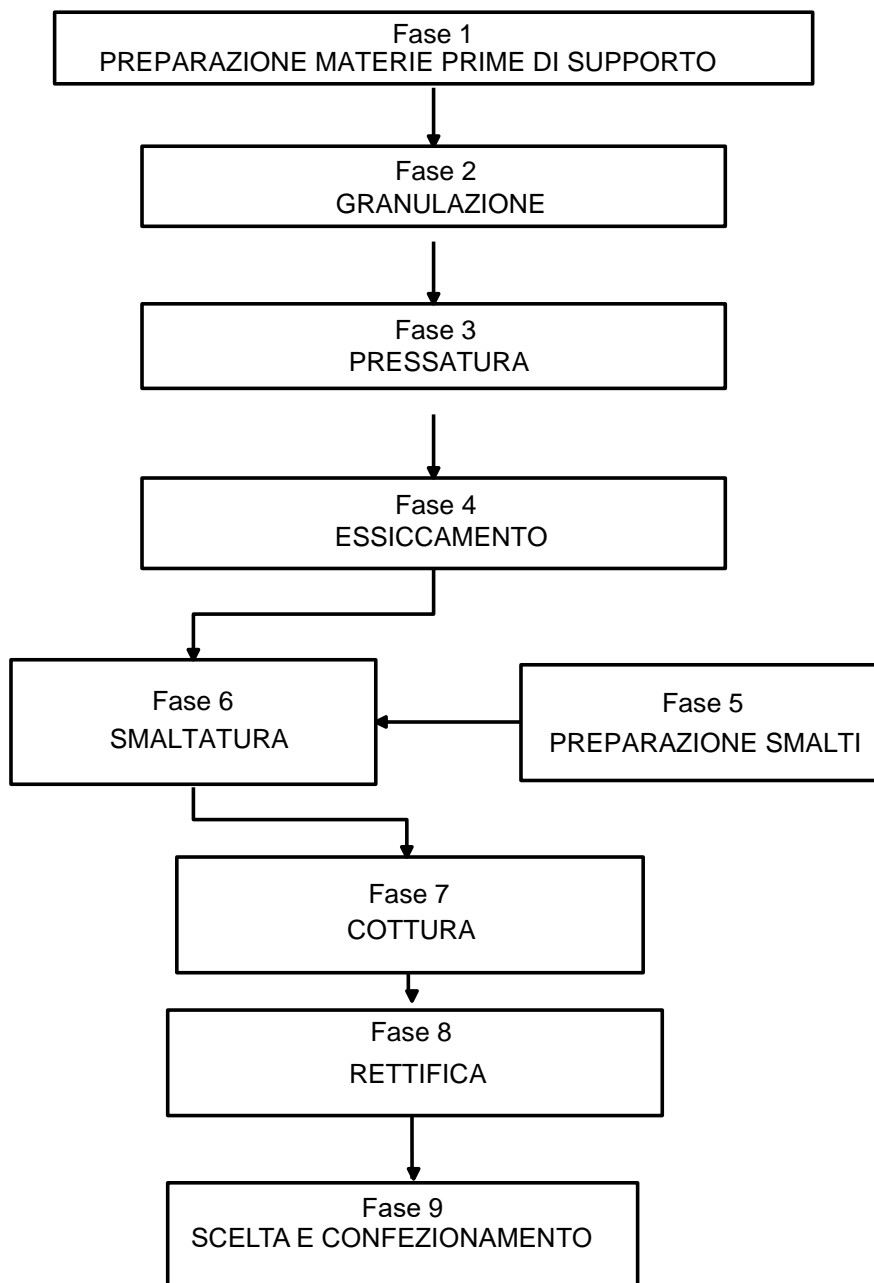 Fase 1
PREPARAZIONE MATERIE PRIME DI SUPPORTO
Fase 2
GRANULAZIONE
Fase 3
PRESSATURA
Fase 4
ESSICCAMENTO
Fase 6
SMALTATURA
Fase 5
PREPARAZIONE SMALTI
Fase 7
COTTURA
Fase 8
RETTIFICA
Fase 9
SCELTA E CONFEZIONAMENTO